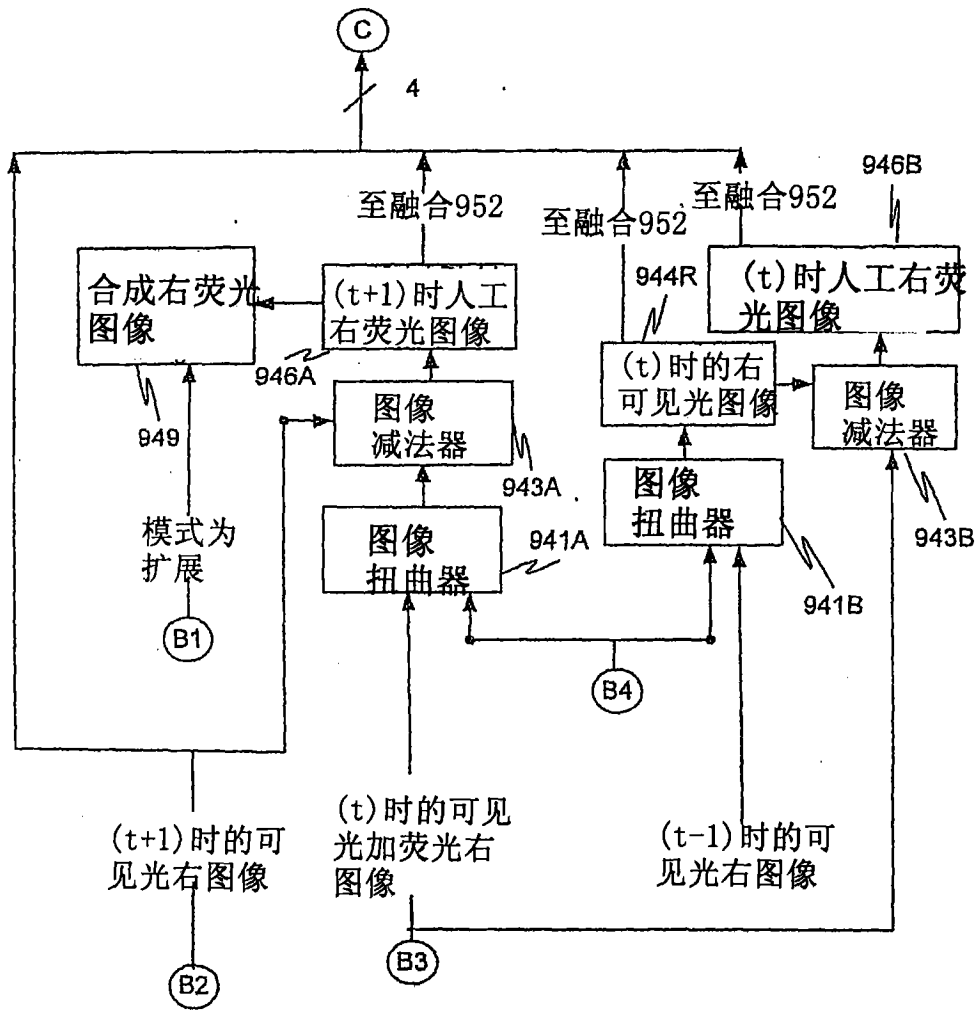 C
4
946B
至融合952
至融合952
至融合952
944R
合成右荧光
图像
(t+1)时人工
右荧光图像
(t)时人工右荧
光图像
946A
949
图像
减法器
943A
(t)时的右
可见光图像
图像
减法器
943B
模式为
扩展
图像
扭曲器
941A
图像
扭曲器
941B
B1
B4
(t+1)时的可
见光右图像
(t)时的可见
光加荧光右
图像
(t-1)时的可
见光右图像
B2
B3